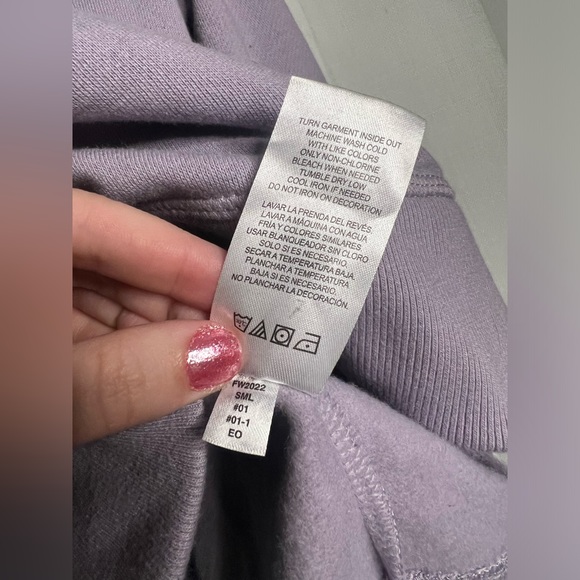 TURN GARMENT INSIDE OUT
MACHINE WASH COLD
WITH LIKE COLORS
ONLY NON-CHLORINE
BLEACH WHEN NEEDED
TUMBLE DRY LOW
COOL IRON IF NEEDED
DO NOT IRON ON DECORATION
LAVAR LA PRENDA DEL REVÉS.
LAVAR A MÁQUINA CON AGUA
FRÍA Y COLORES SIMILARES.
USAR BLANQUEADOR SIN CLORO
SOLO SI ES NECESARIO.
SECAR A TEMPERATURA BAJA.
PLANCHAR A TEMPERATURA
BAJA SI ES NECESARIO.
NO PLANCHAR LA DECORACIÓN.
FW2022
SML
#01
#01-1
EO